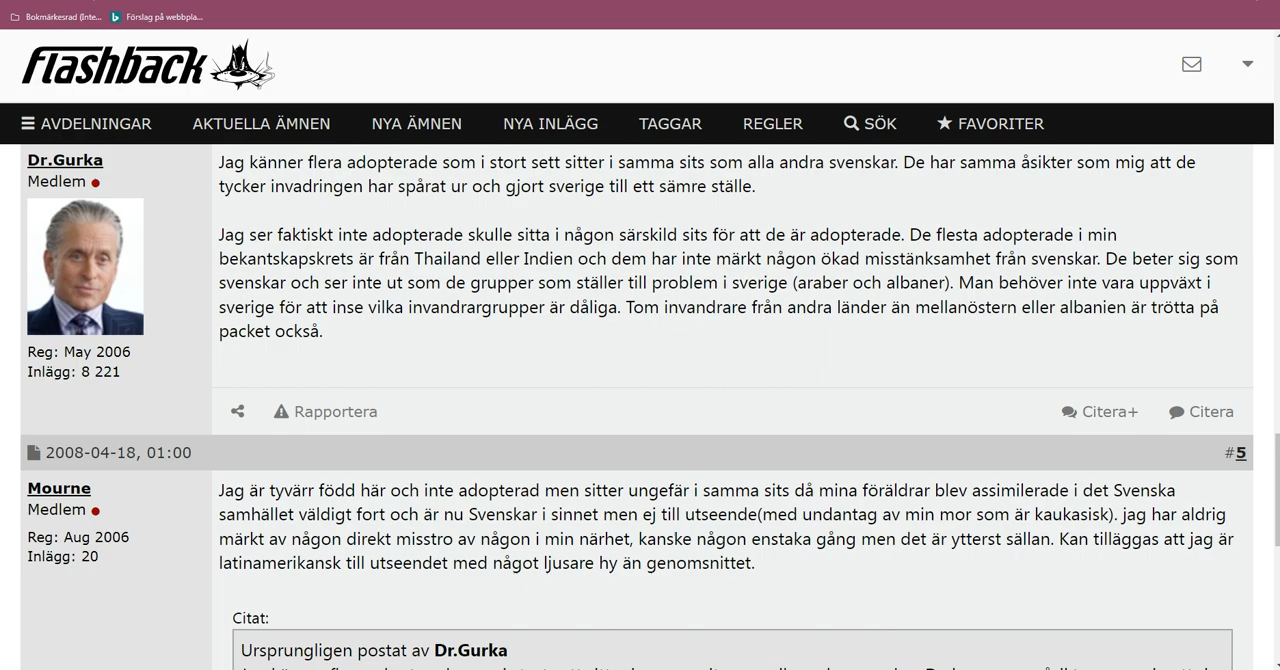 Bokmärkesrad (Inte...
Förslag på webbpla...
flashback
AVDELNINGAR AKTUELLA ÄMNEN NYA ÄMNEN NYA INLÄGG TAGGAR REGLER SÖK FAVORITER
Dr.Gurka
Medlem
Reg: May 2006
Inlägg: 8 221
Jag känner flera adopterade som i stort sett sitter i samma sits som alla andra svenskar. De har samma åsikter som mig att de
tycker invadringen har spårat ur och gjort sverige till ett sämre ställe.
Jag ser faktiskt inte adopterade skulle sitta i någon särskild sits för att de är adopterade. De flesta adopterade i min
bekantskapskrets är från Thailand eller Indien och dem har inte märkt någon ökad misstänksamhet från svenskar. De beter sig som
svenskar och ser inte ut som de grupper som ställer till problem i sverige (araber och albaner). Man behöver inte vara uppväxt i
sverige för att inse vilka invandrargrupper är dåliga. Tom invandrare från andra länder än mellanöstern eller albanien är trötta på
packet också.
Rapportera Citera+ Citera
2008-04-18, 01:00 #5
Mourne
Medlem
Reg: Aug 2006
Inlägg: 20
Jag är tyvärr född här och inte adopterad men sitter ungefär i samma sits då mina föräldrar blev assimilerade i det Svenska
samhället väldigt fort och är nu Svenskar i sinnet men ej till utseende(med undantag av min mor som är kaukasisk). jag har aldrig
märkt av någon direkt misstro av någon i min närhet, kanske någon enstaka gång men det är ytterst sällan. Kan tilläggas att jag är
latinamerikansk till utseendet med något ljusare hy än genomsnittet.
Citat:
Ursprungligen postat av Dr.Gurka